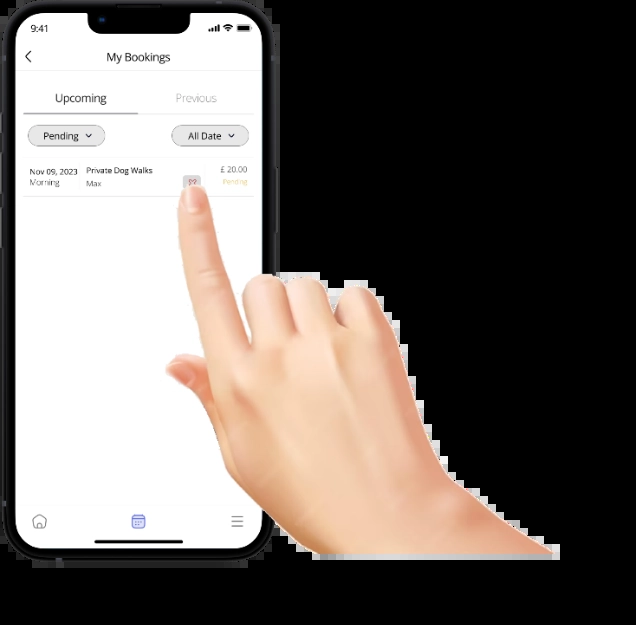 9:41
My Bookings
Upcoming Previous
Pending All Date
Nov 09, 2023 Private Dog Walks £ 20.00
Morning Max Pending